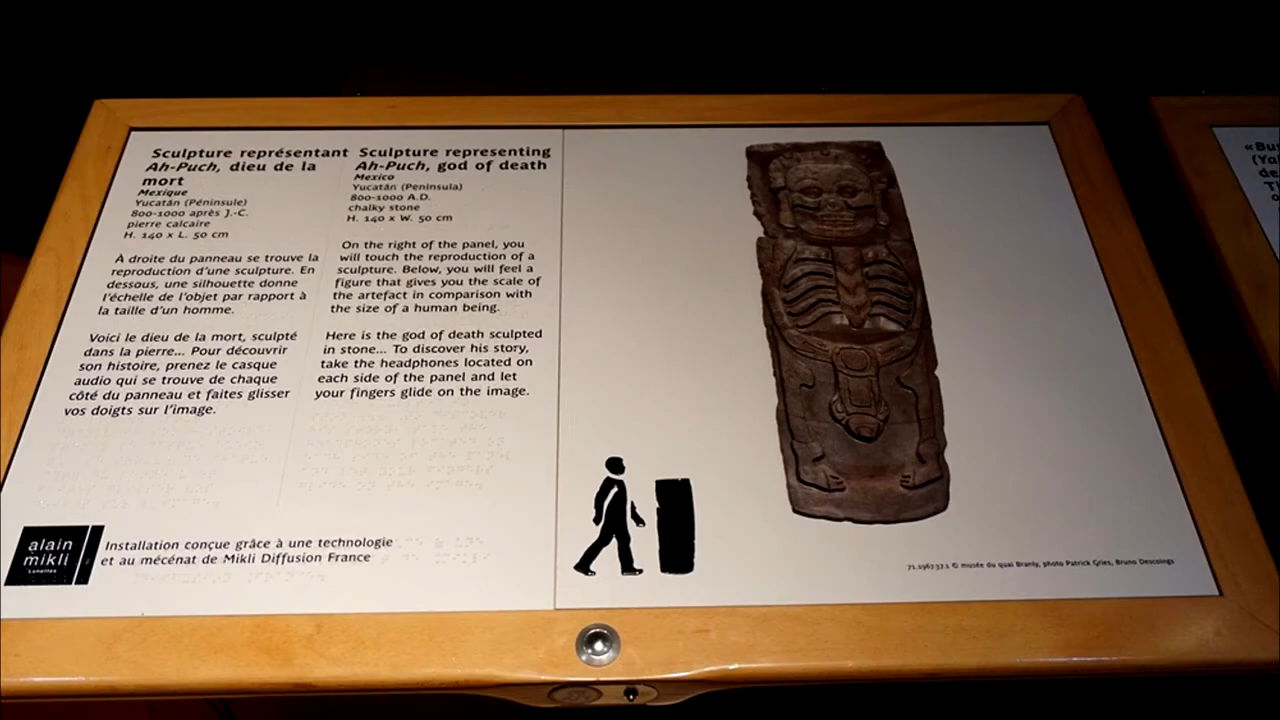 Sculpture représentant
Ah-Puch, dieu de la
mort
Mexique
Yucatán (Péninsule)
800-1000 après J.-C.
pierre calcaire
H. 140 x L. 50 cm
À droite du panneau se trouve la
reproduction d'une sculpture. En
dessous, une silhouette donne
l'échelle de l'objet par rapport à
la taille d'un homme.
Voici le dieu de la mort, sculpté
dans la pierre... Pour découvrir
son histoire, prenez le casque
audio qui se trouve de chaque
côté du panneau et faites glisser
vos doigts sur l'image.
Sculpture representing
Ah-Puch, god of death
Mexico
Yucatán (Peninsula)
800-1000 A.D.
chalky stone
H. 140 x W. 50 cm
On the right of the panel, you
will touch the reproduction of a
sculpture. Below, you will feel a
figure that gives you the scale of
the artefact in comparison with
the size of a human being.
Here is the god of death sculpted
in stone... To discover his story,
take the headphones located on
each side of the panel and let
your fingers glide on the image.
alain
mikli
Lunettes
Installation conçue grâce à une technologie
et au mécénat de Mikli Diffusion France
71.1967.37.1 © musée du quai Branly, photo Patrick Gries, Bruno Descoings
«Bu
(Ya
de
T